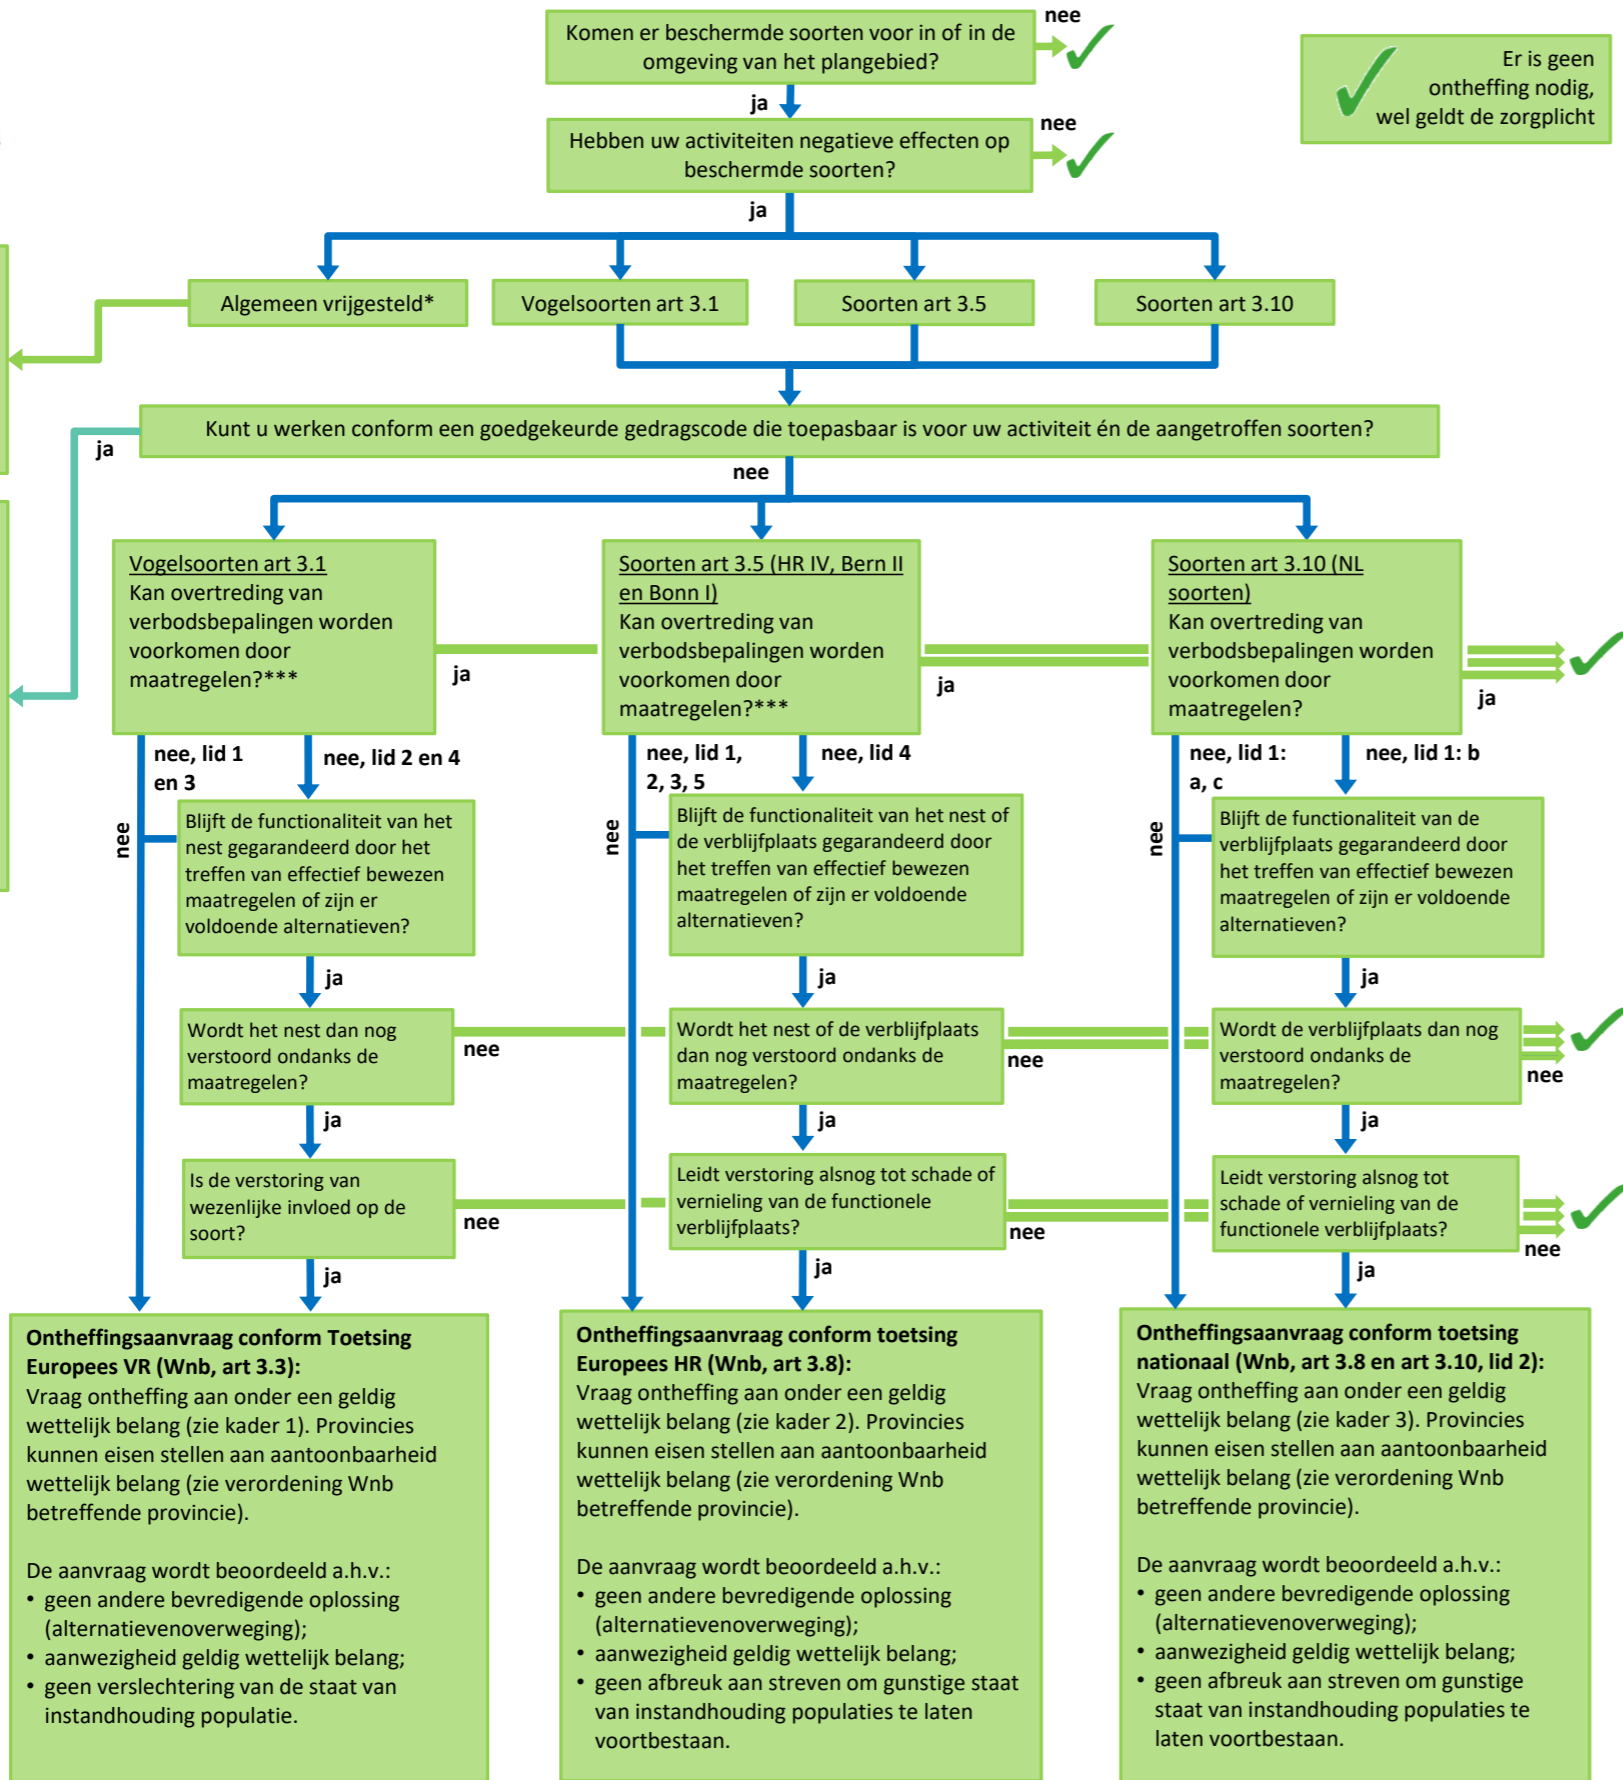 nee
Komen er beschermde soorten voor in of in de
omgeving van het plangebied?
Er is geen
ontheffing nodig,
wel geldt de zorgplicht
ja
nee
Hebben uw activiteiten negatieve effecten op
beschermde soorten?
ja
Algemeen vrijgesteld*
Vogelsoorten art 3.1
Soorten art 3.5
Soorten art 3.10
Kunt u werken conform een goedgekeurde gedragscode die toepasbaar is voor uw activiteit én de aangetroffen soorten?
ja
nee
Vogelsoorten art 3.1
Kan overtreding van
verbodsbepalingen worden
voorkomen door
maatregelen?***
ja
nee, lid 1
en 3
nee, lid 2 en 4
nee
Blijft de functionaliteit van het
nest gegarandeerd door het
treffen van effectief bewezen
maatregelen of zijn er
voldoende alternatieven?
ja
Wordt het nest dan nog
verstoord ondanks de
maatregelen?
nee
ja
Is de verstoring van
wezenlijke invloed op de
soort?
nee
ja
Ontheffingsaanvraag conform Toetsing
Europees VR (Wnb, art 3.3):
Vraag ontheffing aan onder een geldig
wettelijk belang (zie kader 1). Provincies
kunnen eisen stellen aan aantoonbaarheid
wettelijk belang (zie verordening Wnb
betreffende provincie).
De aanvraag wordt beoordeeld a.h.v.:
• geen andere bevredigende oplossing
(alternatievenoverweging);
• aanwezigheid geldig wettelijk belang;
• geen verslechtering van de staat van
instandhouding populatie.
Soorten art 3.5 (HR IV, Bern II
en Bonn I)
Kan overtreding van
verbodsbepalingen worden
voorkomen door
maatregelen?***
ja
nee, lid 1,
2, 3, 5
nee, lid 4
nee
Blijft de functionaliteit van het nest of
de verblijfplaats gegarandeerd door
het treffen van effectief bewezen
maatregelen of zijn er voldoende
alternatieven?
ja
Wordt het nest of de verblijfplaats
dan nog verstoord ondanks de
maatregelen?
nee
ja
Leidt verstoring alsnog tot schade of
vernieling van de functionele
verblijfplaats?
nee
ja
Ontheffingsaanvraag conform toetsing
Europees HR (Wnb, art 3.8):
Vraag ontheffing aan onder een geldig
wettelijk belang (zie kader 2). Provincies
kunnen eisen stellen aan aantoonbaarheid
wettelijk belang (zie verordening Wnb
betreffende provincie).
De aanvraag wordt beoordeeld a.h.v.:
• geen andere bevredigende oplossing
(alternatievenoverweging);
• aanwezigheid geldig wettelijk belang;
• geen afbreuk aan streven om gunstige staat
van instandhouding populaties te laten
voortbestaan.
Soorten art 3.10 (NL
soorten)
Kan overtreding van
verbodsbepalingen worden
voorkomen door
maatregelen?
ja
nee, lid 1:
a, c
nee, lid 1: b
nee
Blijft de functionaliteit van de
verblijfplaats gegarandeerd door
het treffen van effectief bewezen
maatregelen of zijn er voldoende
alternatieven?
ja
Wordt de verblijfplaats dan nog
verstoord ondanks de
maatregelen?
nee
ja
Leidt verstoring alsnog tot
schade of vernieling van de
functionele verblijfplaats?
nee
ja
Ontheffingsaanvraag conform toetsing
nationaal (Wnb, art 3.8 en art 3.10, lid 2):
Vraag ontheffing aan onder een geldig
wettelijk belang (zie kader 3). Provincies
kunnen eisen stellen aan aantoonbaarheid
wettelijk belang (zie verordening Wnb
betreffende provincie).
De aanvraag wordt beoordeeld a.h.v.:
• geen andere bevredigende oplossing
(alternatievenoverweging);
• aanwezigheid geldig wettelijk belang;
• geen afbreuk aan streven om gunstige
staat van instandhouding populaties te
laten voortbestaan.